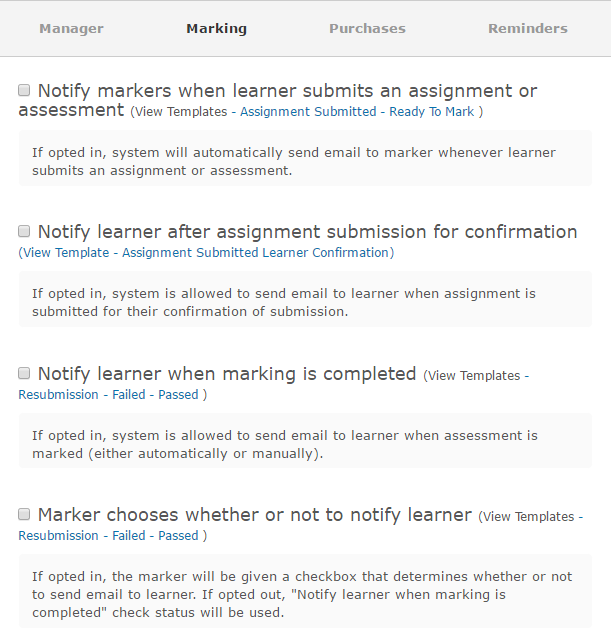 Manager Marking Purchases Reminders
Notify markers when learner submits an assignment or
assessment (View Templates - Assignment Submitted - Ready To Mark )
If opted in, system will automatically send email to marker whenever learner
submits an assignment or assessment.
Notify learner after assignment submission for confirmation
(View Template - Assignment Submitted Learner Confirmation)
If opted in, system is allowed to send email to learner when assignment is
submitted for their confirmation of submission.
Notify learner when marking is completed (View Templates -
Resubmission - Failed - Passed )
If opted in, system is allowed to send email to learner when assessment is
marked (either automatically or manually).
Marker chooses whether or not to notify learner (View Templates -
Resubmission - Failed - Passed )
If opted in, the marker will be given a checkbox that determines whether or not
to send email to learner. If opted out, "Notify learner when marking is
completed" check status will be used.